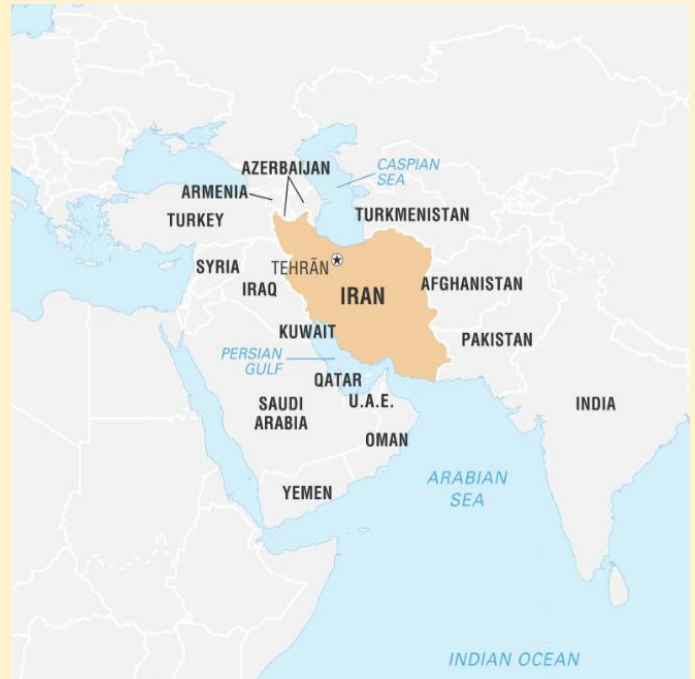 AZERBAIJAN
CASPIAN
SEA
ARMENIA
TURKEY
TURKMENISTAN
SYRIA
TEHRĀN
IRAQ
IRAN
AFGHANISTAN
KUWAIT
PAKISTAN
PERSIAN
GULF
QATAR
U.A.E.
SAUDI
ARABIA
INDIA
OMAN
YEMEN
ARABIAN
SEA
INDIAN OCEAN